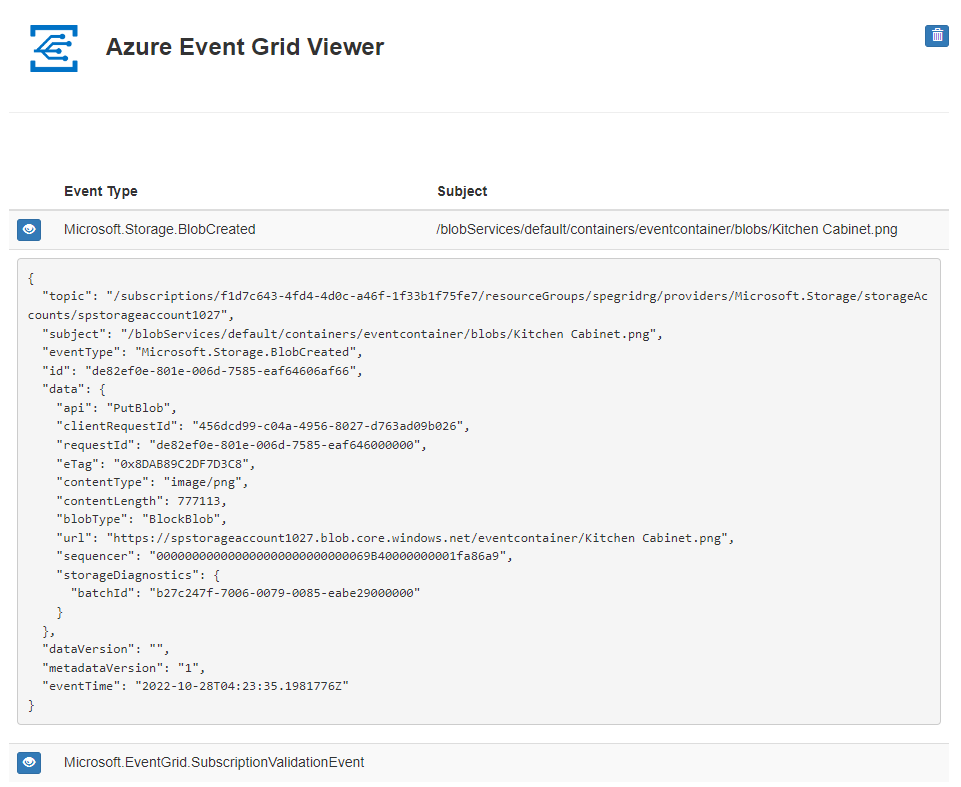 Azure Event Grid Viewer
Event Type Subject
Microsoft.Storage.BlobCreated /blobServices/default/containers/eventcontainer/blobs/Kitchen Cabinet.png
{
  "topic": "/subscriptions/f1d7c643-4fd4-4d0c-a46f-1f33b1f75fe7/resourceGroups/spegridrg/providers/Microsoft.Storage/storageAc
counts/spstorageaccount1027",
  "subject": "/blobServices/default/containers/eventcontainer/blobs/Kitchen Cabinet.png",
  "eventType": "Microsoft.Storage.BlobCreated",
  "id": "de82ef0e-801e-006d-7585-eaf64606af66",
  "data": {
    "api": "PutBlob",
    "clientRequestId": "456dcd99-c04a-4956-8027-d763ad09b026",
    "requestId": "de82ef0e-801e-006d-7585-eaf646000000",
    "eTag": "0x8DAB89C2DF7D3C8",
    "contentType": "image/png",
    "contentLength": 777113,
    "blobType": "BlockBlob",
    "url": "https://spstorageaccount1027.blob.core.windows.net/eventcontainer/Kitchen Cabinet.png",
    "sequencer": "00000000000000000000000000069B40000000001fa86a9",
    "storageDiagnostics": {
      "batchId": "b27c247f-7006-0079-0085-eabe29000000"
    }
  },
  "dataVersion": "",
  "metadataVersion": "1",
  "eventTime": "2022-10-28T04:23:35.1981776Z"
}
Microsoft.EventGrid.SubscriptionValidationEvent